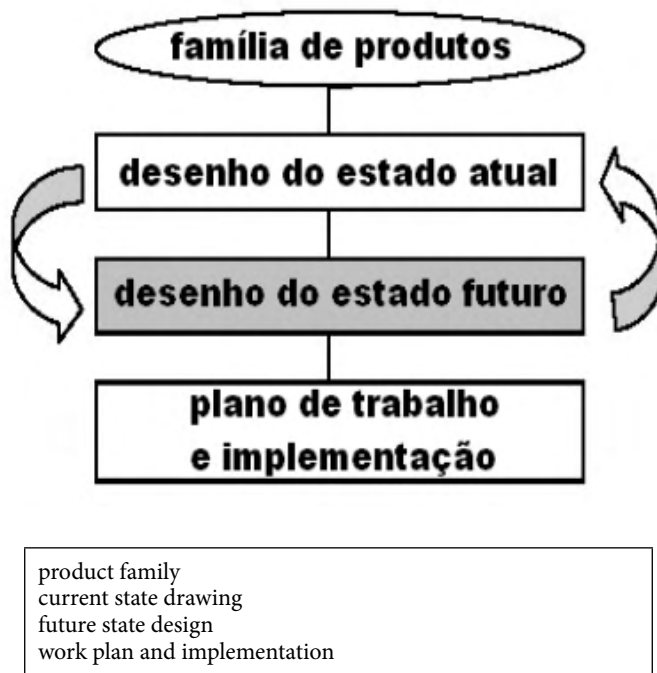 família de produtos
desenho do estado atual
desenho do estado futuro
plano de trabalho
e implementação
product family
current state drawing
future state design
work plan and implementation